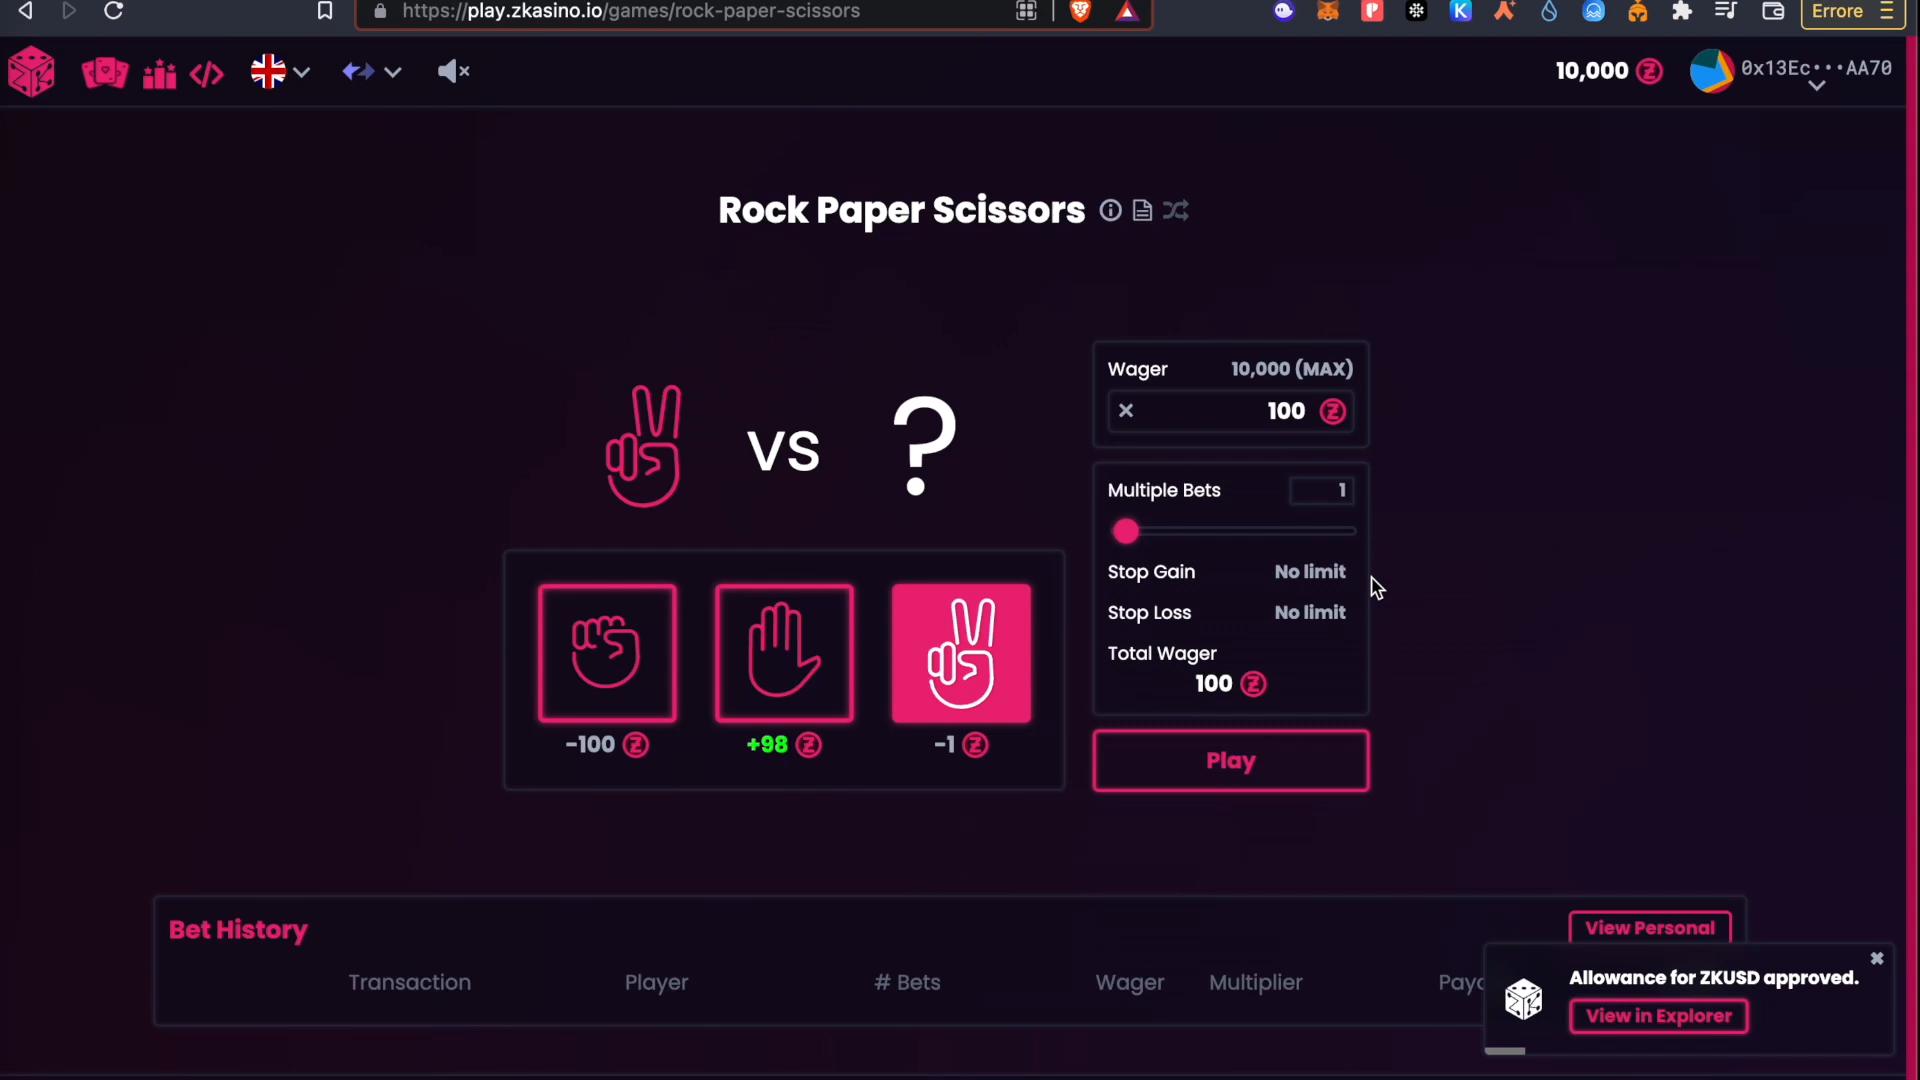 https://play.zkasino.io/games/rock-paper-scissors
Errore
10,000
0x13Ec•••AA70
Rock Paper Scissors
Wager 10,000 (MAX)
100
VS ?
Multiple Bets 1
Stop Gain No limit
Stop Loss No limit
Total Wager
100
-100 +98 -1
Play
Bet History
View Personal
Transaction Player # Bets Wager Multiplier
Allowance for ZKUSD approved.
View in Explorer